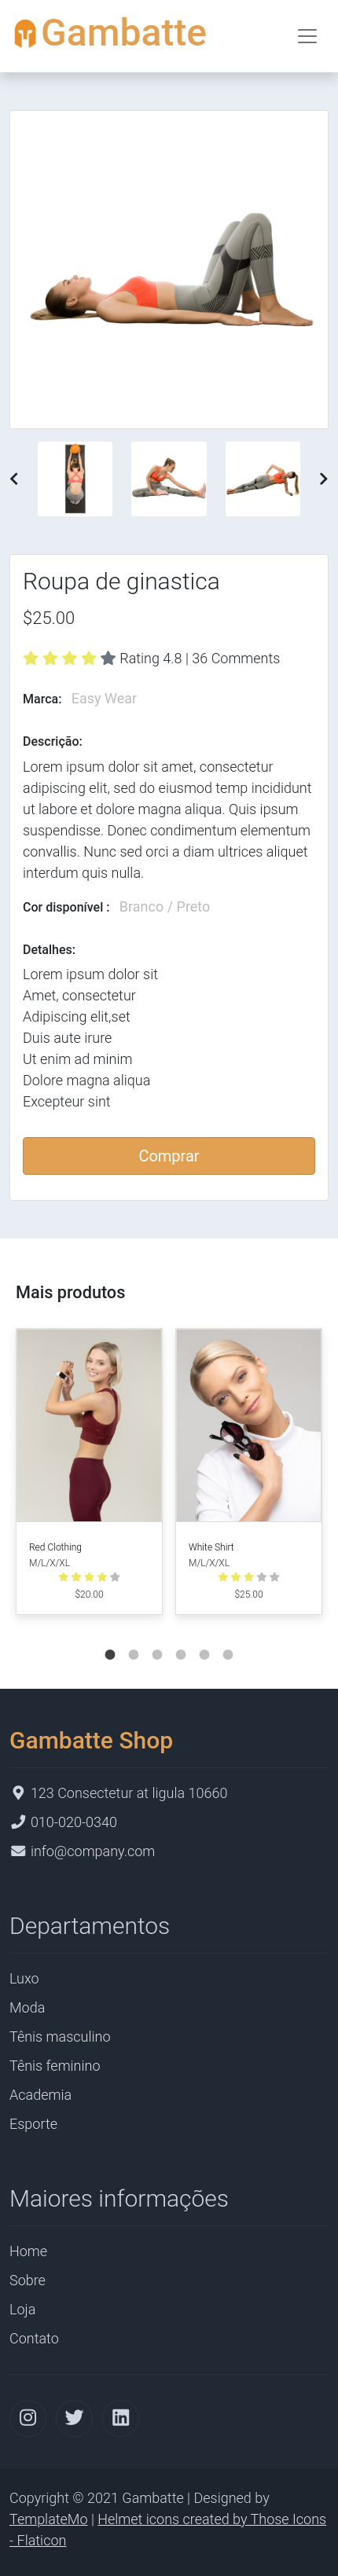 Gambatte
Roupa de ginastica
$25.00
Rating 4.8 | 36 Comments
Marca: Easy Wear
Descrição:
Lorem ipsum dolor sit amet, consectetur
adipiscing elit, sed do eiusmod temp incididunt
ut labore et dolore magna aliqua. Quis ipsum
suspendisse. Donec condimentum elementum
convallis. Nunc sed orci a diam ultrices aliquet
interdum quis nulla.
Cor disponível : Branco / Preto
Detalhes:
Lorem ipsum dolor sit
Amet, consectetur
Adipiscing elit,set
Duis aute irure
Ut enim ad minim
Dolore magna aliqua
Excepteur sint
Comprar
Mais produtos
Red Clothing
M/L/X/XL
$20.00
White Shirt
M/L/X/XL
$25.00
Gambatte Shop
123 Consectetur at ligula 10660
010-020-0340
info@company.com
Departamentos
Luxo
Moda
Tênis masculino
Tênis feminino
Academia
Esporte
Maiores informações
Home
Sobre
Loja
Contato
Copyright © 2021 Gambatte | Designed by
TemplateMo | Helmet icons created by Those Icons
- Flaticon